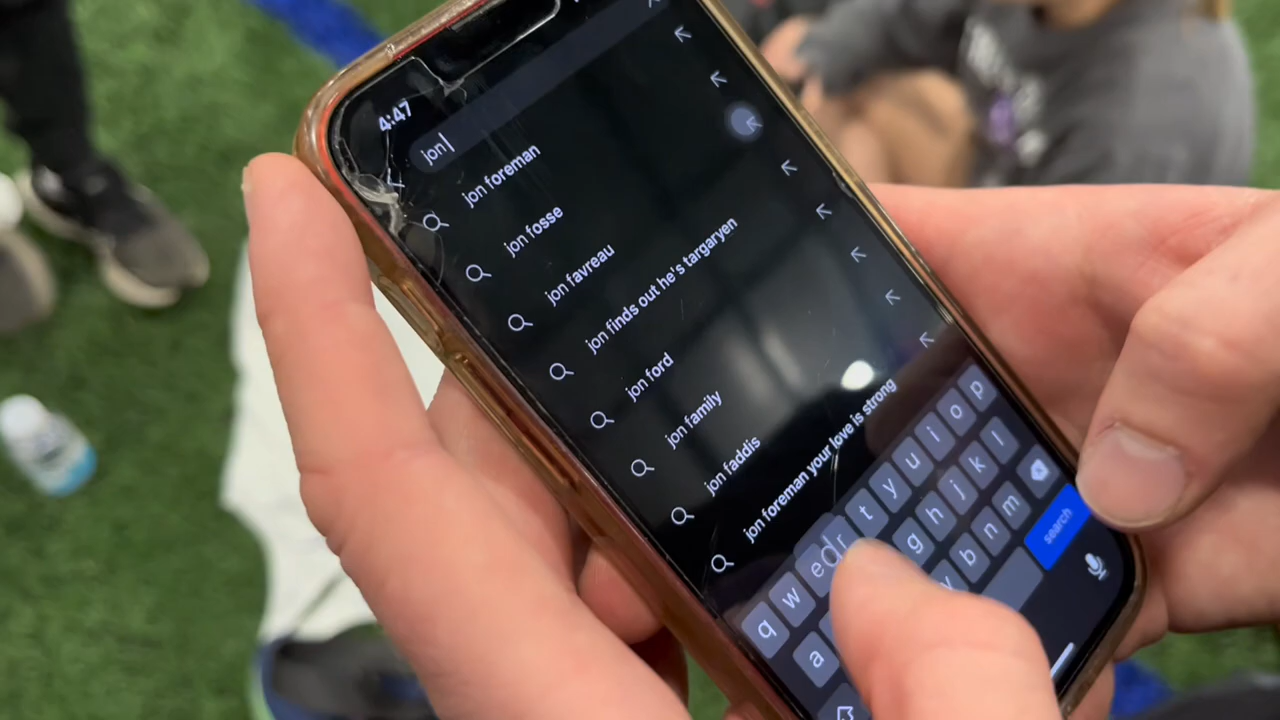 4:47
jon
jon foreman
jon fosse
jon favreau
jon finds out he's targaryen
jon ford
jon family
jon faddis
jon foreman your love is strong
q w e d r t y u i o p
a g h j k l
v b n m
search